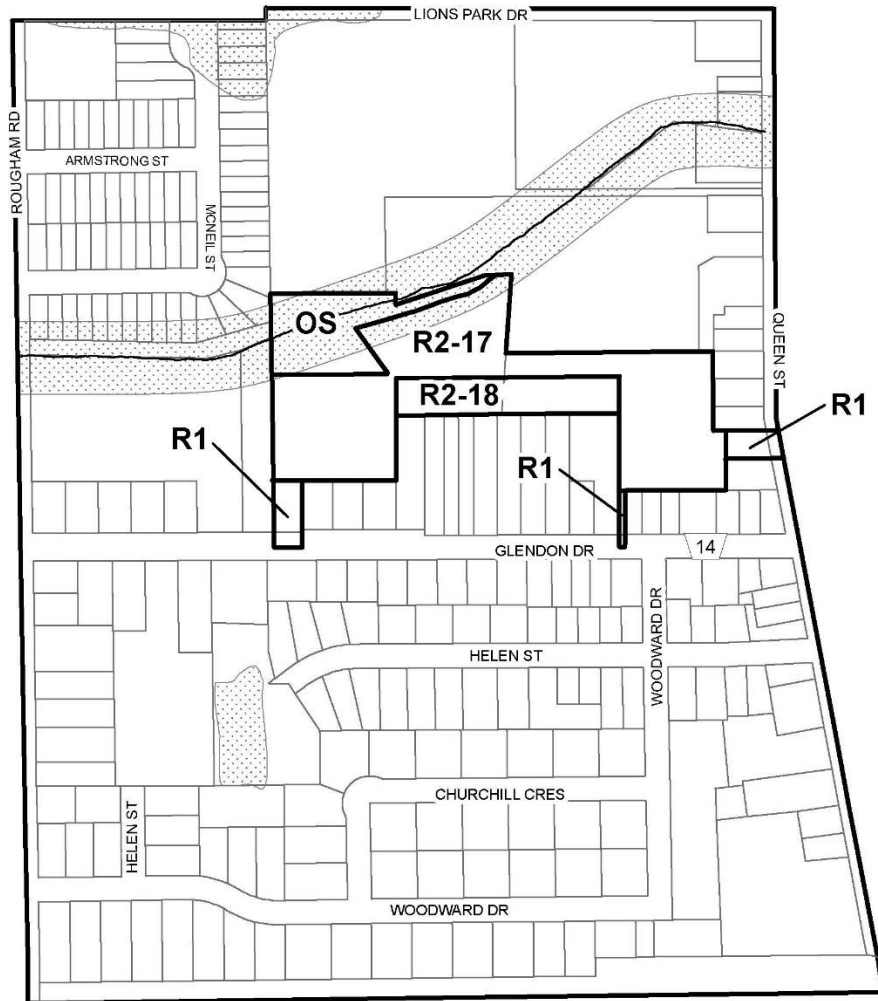 LIONS PARK DR
ROUGHAM RD
ARMSTRONG ST
MCNEIL ST
OS
R2-17
QUEEN ST
R2-18
R1
R1
R1
GLENDON DR
14
WOODWARD DR
HELEN ST
CHURCHILL CRES
HELEN ST
WOODWARD DR